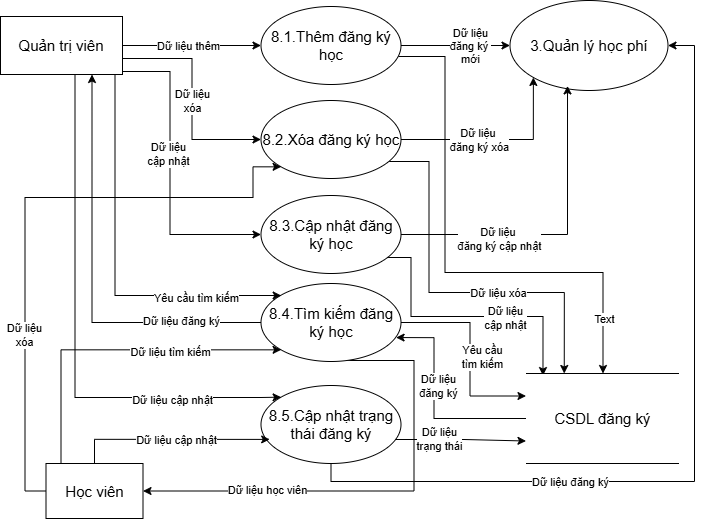 Quản trị viên
Dữ liệu thêm
8.1.Thêm đăng ký
học
Dữ liệu
đăng ký
mới
3.Quản lý học phí
Dữ liệu
xóa
8.2.Xóa đăng ký học
Dữ liệu
đăng ký xóa
Dữ liệu
cập nhật
8.3.Cập nhật đăng
ký học
Dữ liệu
đăng ký cập nhật
Yêu cầu tìm kiếm
Dữ liệu đăng ký
8.4.Tìm kiếm đăng
ký học
Dữ liệu xóa
Dữ liệu
cập nhật
Text
Dữ liệu
xóa
Dữ liệu tìm kiếm
Yêu cầu
tìm kiếm
Dữ liệu
đăng ký
Dữ liệu cập nhật
8.5.Cập nhật trạng
thái đăng ký
CSDL đăng ký
Dữ liệu cập nhật
Dữ liệu
trạng thái
Học viên
Dữ liệu học viên
Dữ liệu đăng ký